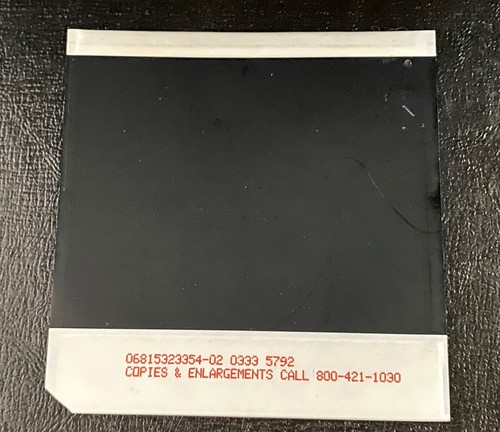 06815323354-02 0333 5792
COPIES & ENLARGEMENTS CALL 800-421-1030